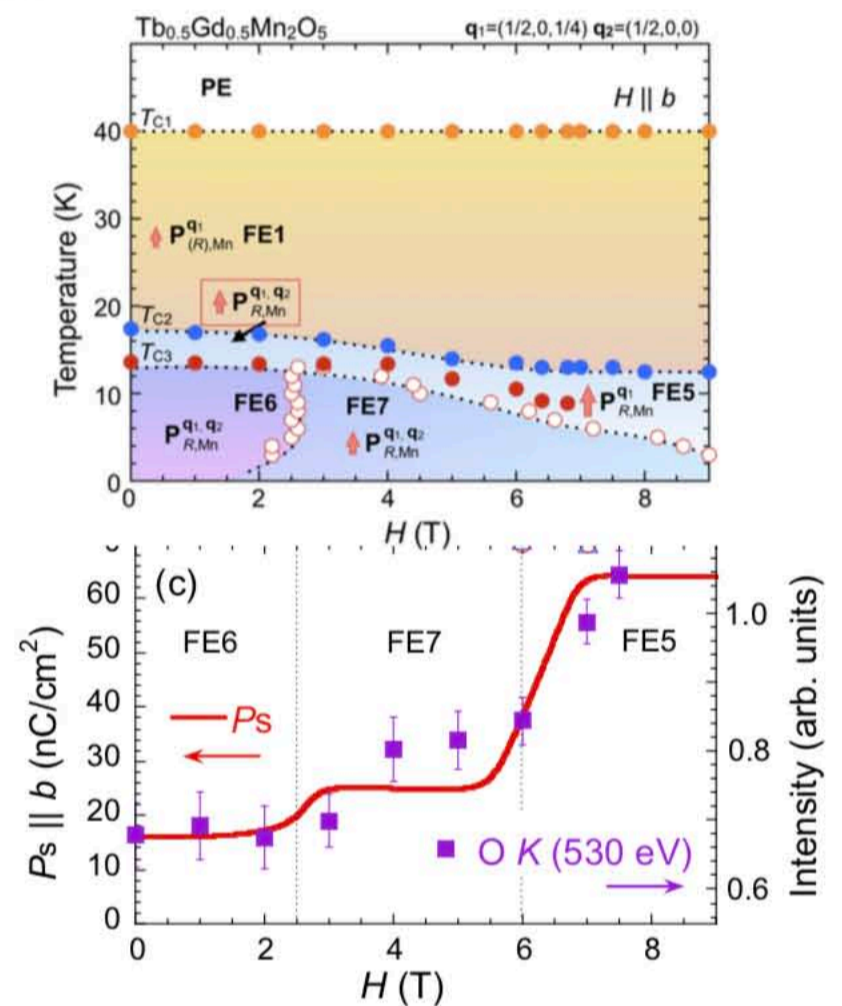 Tb0.5Gd0.5Mn2O5 q1=(1/2,0,1/4) q2=(1/2,0,0)
PE
H || b
TC1
40
30
20
10
0
Temperature (K)
P(R),Mn^q1 FE1
PR,Mn^q1, q2
TC2
TC3
FE6
FE7
PR,Mn^q1 FE5
PR,Mn^q1, q2
PR,Mn^q1, q2
0 2 4 6 8
H (T)
(c)
60
50
40
30
20
10
0
Ps || b (nC/cm2)
FE6 FE7 FE5
Ps
O K (530 eV)
1.0
0.8
0.6
Intensity (arb. units)
0 2 4 6 8
H (T)